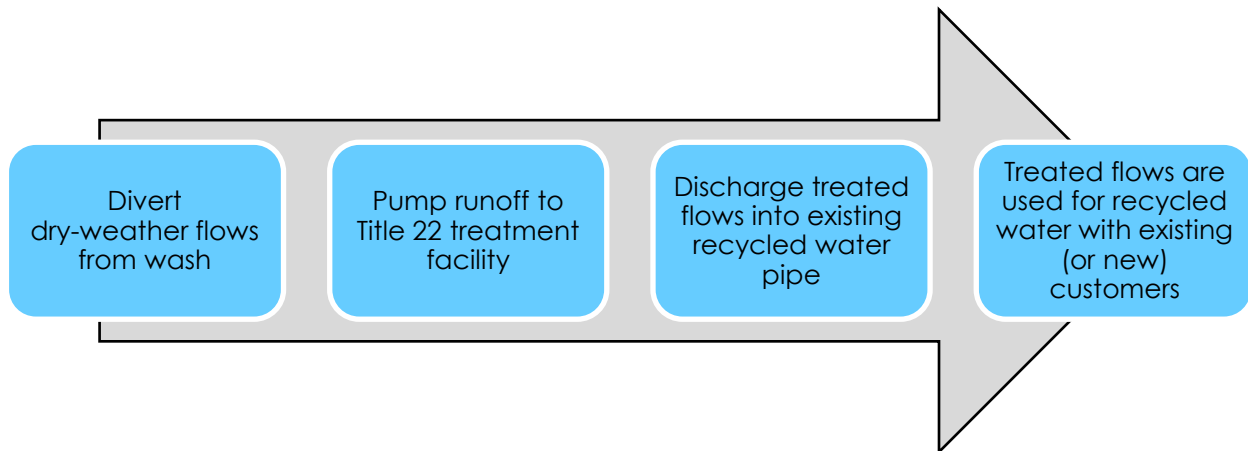 Divert
dry-weather flows
from wash
Pump runoff to
Title 22 treatment
facility
Discharge treated
flows into existing
recycled water
pipe
Treated flows are
used for recycled
water with existing
(or new)
customers